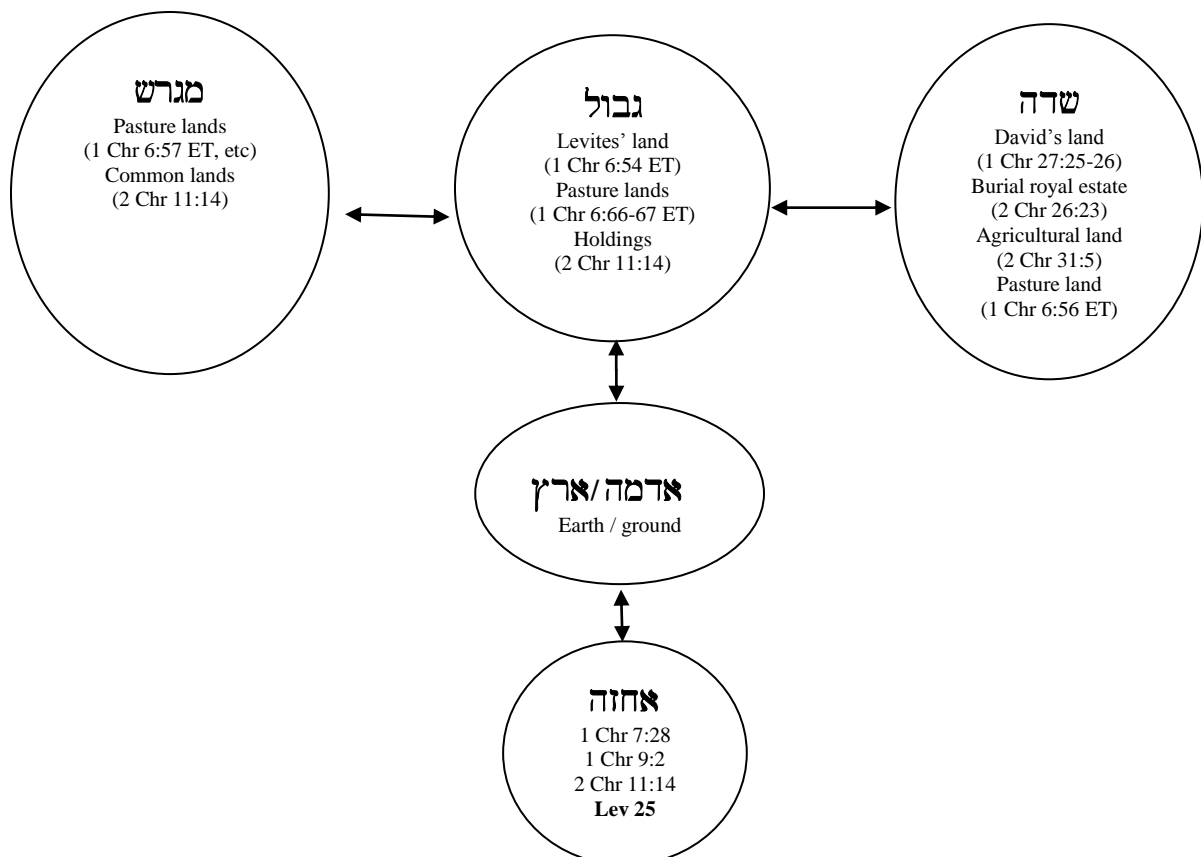 מגרש
Pasture lands
(1 Chr 6:57 ET, etc)
Common lands
(2 Chr 11:14)
גבול
Levites’ land
(1 Chr 6:54 ET)
Pasture lands
(1 Chr 6:66-67 ET)
Holdings
(2 Chr 11:14)
שדה
David’s land
(1 Chr 27:25-26)
Burial royal estate
(2 Chr 26:23)
Agricultural land
(2 Chr 31:5)
Pasture land
(1 Chr 6:56 ET)
אדמה/ארץ
Earth / ground
אחזה
1 Chr 7:28
1 Chr 9:2
2 Chr 11:14
Lev 25